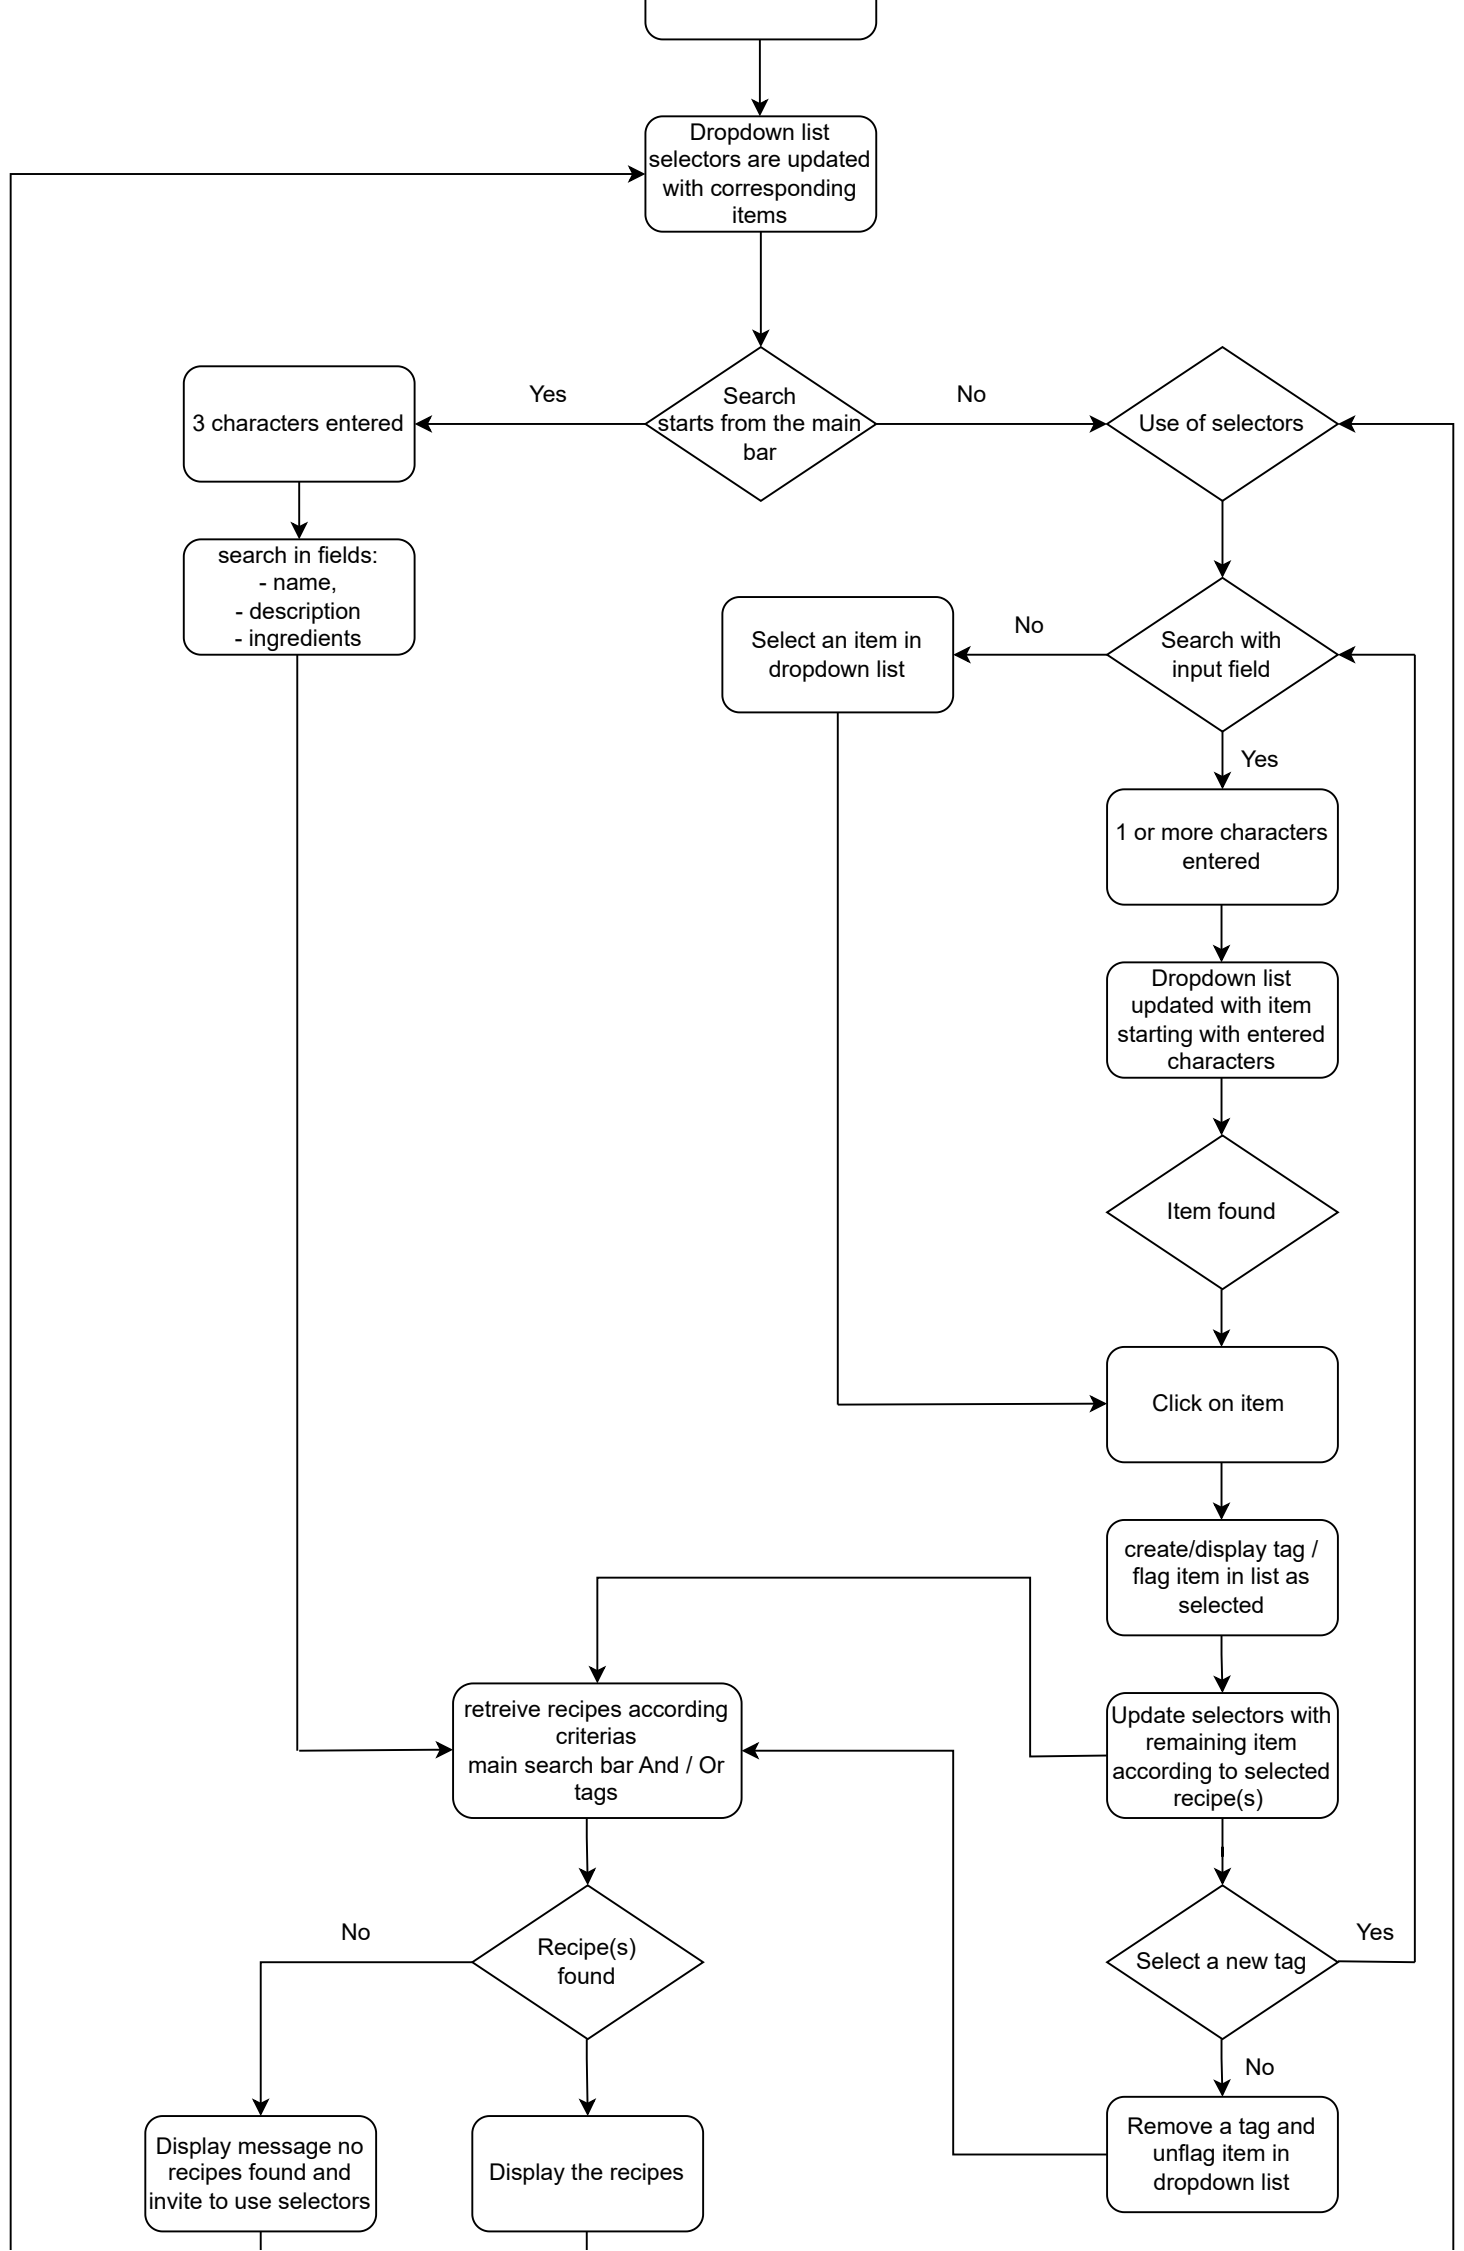 Dropdown list
selectors are updated
with corresponding
items
Search
starts from the main
bar
Yes
No
3 characters entered
Use of selectors
search in fields:
- name,
- description
- ingredients
Select an item in
dropdown list
No
Search with
input field
Yes
1 or more characters
entered
Dropdown list
updated with item
starting with entered
characters
Item found
Click on item
create/display tag /
flag item in list as
selected
retreive recipes according
criterias
main search bar And / Or
tags
Update selectors with
remaining item
according to selected
recipe(s)
No
Recipe(s)
found
Select a new tag
Yes
No
Display message no
recipes found and
invite to use selectors
Display the recipes
Remove a tag and
unflag item in
dropdown list